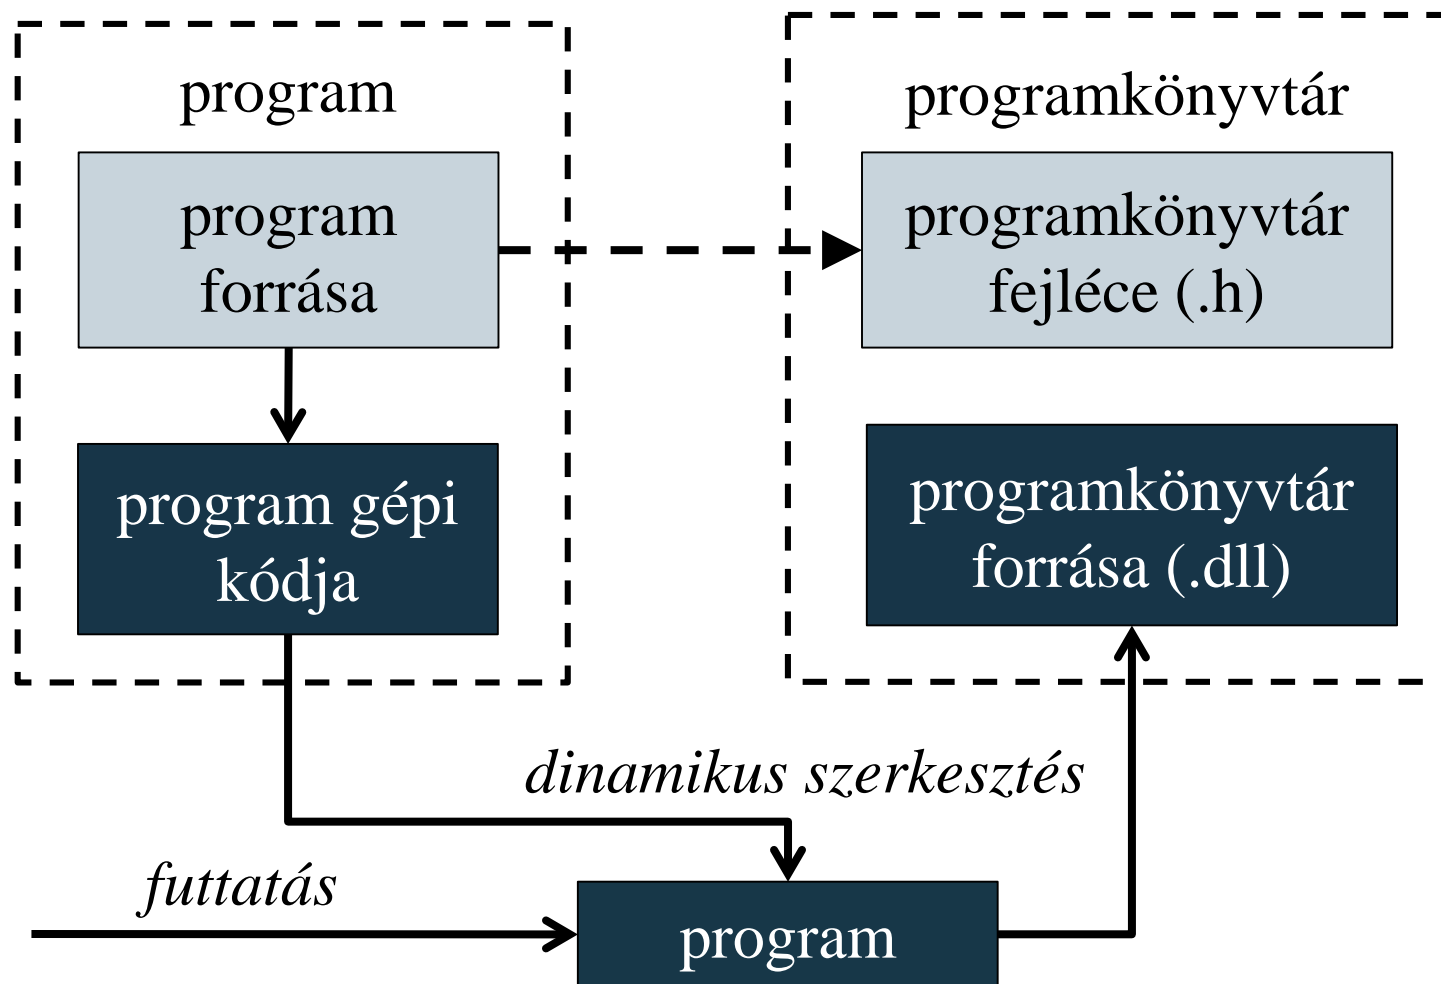 program
program
forrása
program gépi
kódja
programkönyvtár
programkönyvtár
fejléce (.h)
programkönyvtár
forrása (.dll)
dinamikus szerkesztés
futtatás
program